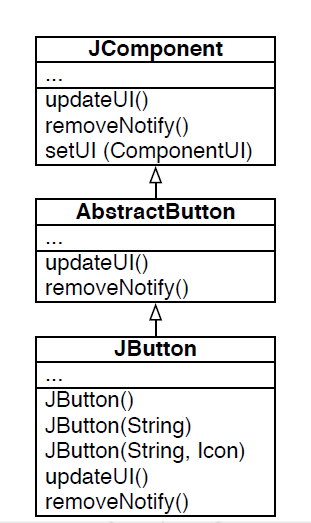 JComponent
...
updateUI()
removeNotify()
setUI (ComponentUI)
AbstractButton
...
updateUI()
removeNotify()
JButton
...
JButton()
JButton(String)
JButton(String, Icon)
updateUI()
removeNotify()